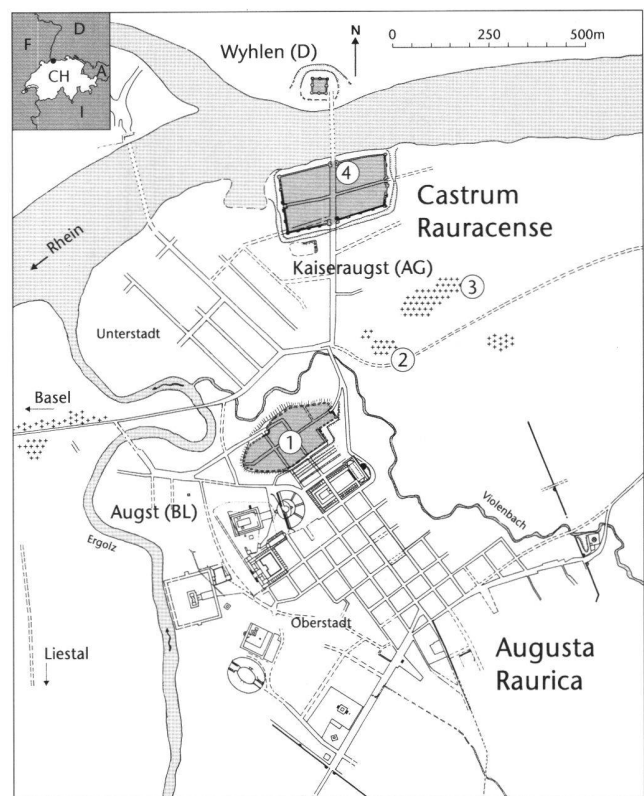 F
D
CH
A
I
Wyhlen (D)
N
0 250 500m
4
Castrum
Rauracense
Rhein
Kaiseraugst (AG)
3
Unterstadt
2
Basel
1
Augst (BL)
Violenbach
Ergolz
Oberstadt
Liestal
Augusta
Raurica